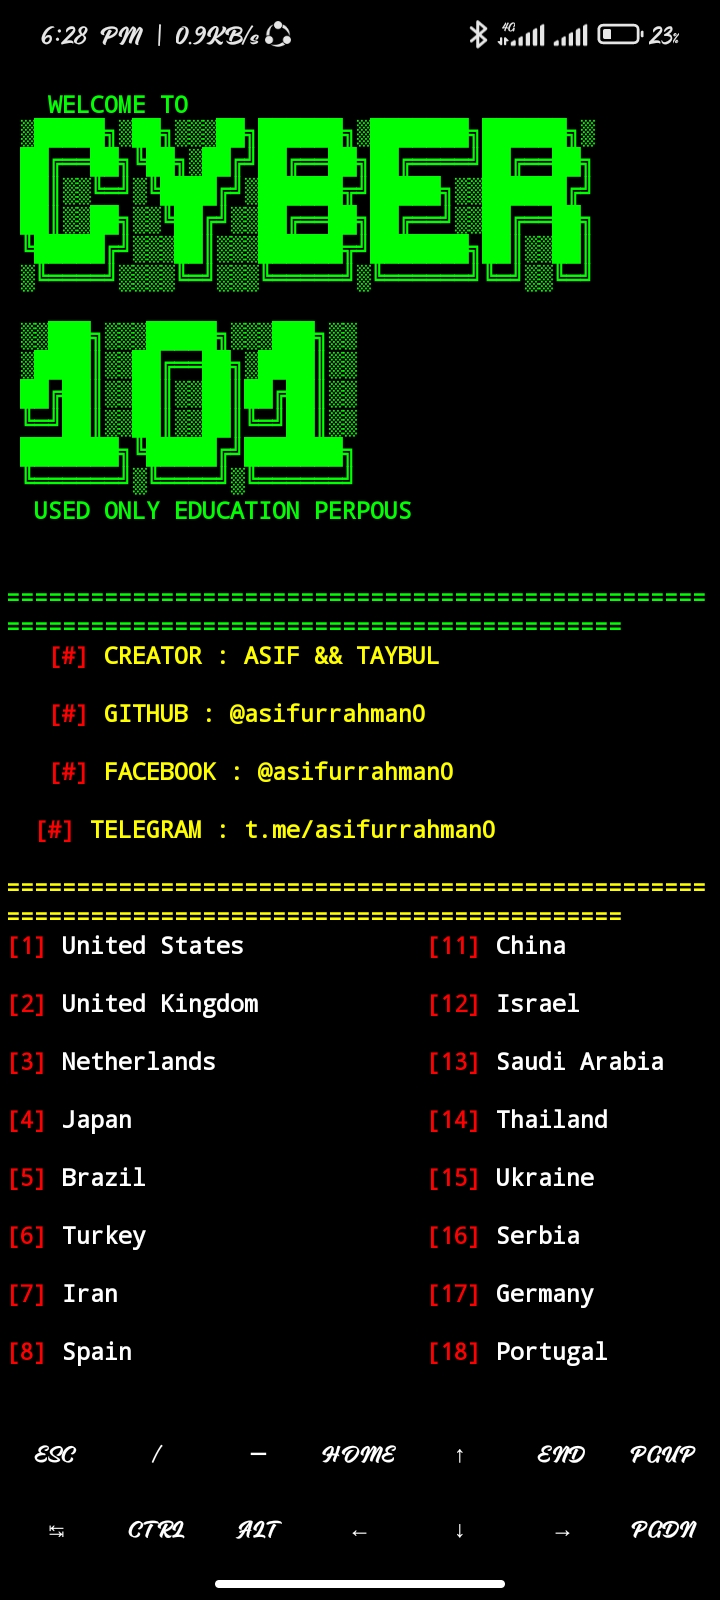 6:28 PM | 0.9KB/s 4G 23%
WELCOME TO
CYBER
101
USED ONLY EDUCATION PERPOUS
==================================================
============================================
[#] CREATOR : ASIF && TAYBUL
[#] GITHUB : @asifurrahman0
[#] FACEBOOK : @asifurrahman0
[#] TELEGRAM : t.me/asifurrahman0
==================================================
============================================
[1] United States [11] China
[2] United Kingdom [12] Israel
[3] Netherlands [13] Saudi Arabia
[4] Japan [14] Thailand
[5] Brazil [15] Ukraine
[6] Turkey [16] Serbia
[7] Iran [17] Germany
[8] Spain [18] Portugal
ESC / — HOME ↑ END PGUP
↹ CTRL ALT ← ↓ → PGDN